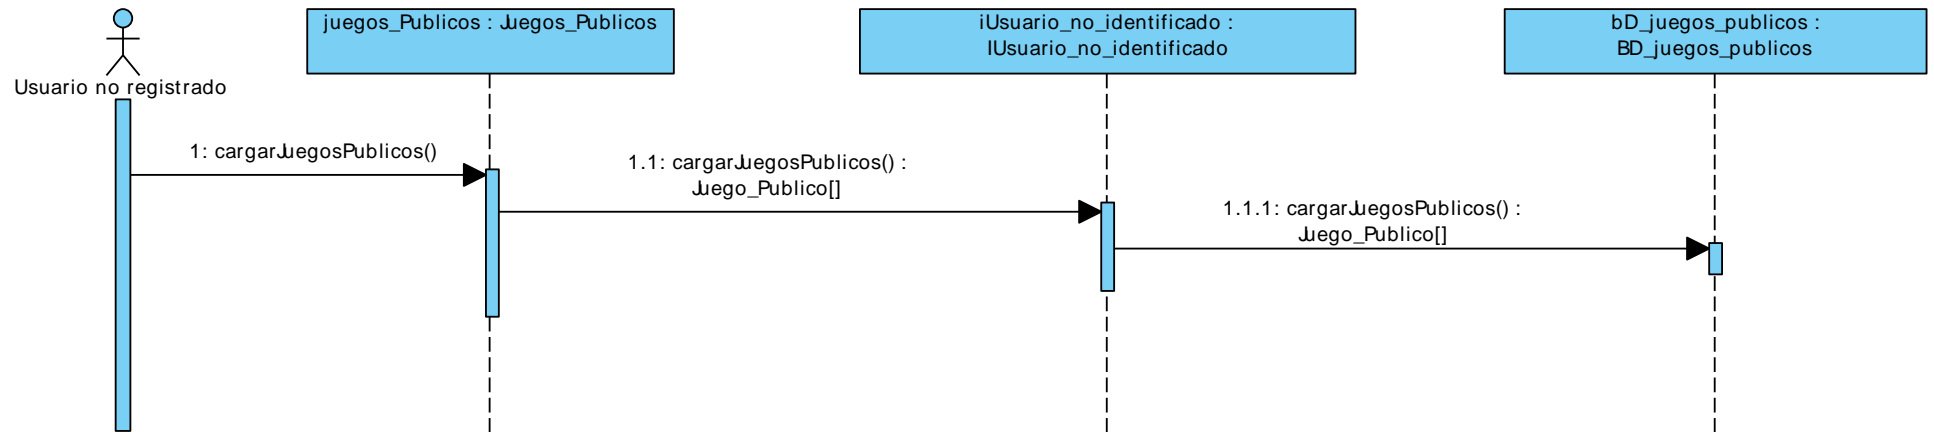 juegos_Publicos : Juegos_Publicos
iUsuario_no_identificado :
IUsuario_no_identificado
bD_juegos_publicos :
BD_juegos_publicos
Usuario no registrado
1: cargarJuegosPublicos()
1.1: cargarJuegosPublicos() :
Juego_Publico[]
1.1.1: cargarJuegosPublicos() :
Juego_Publico[]